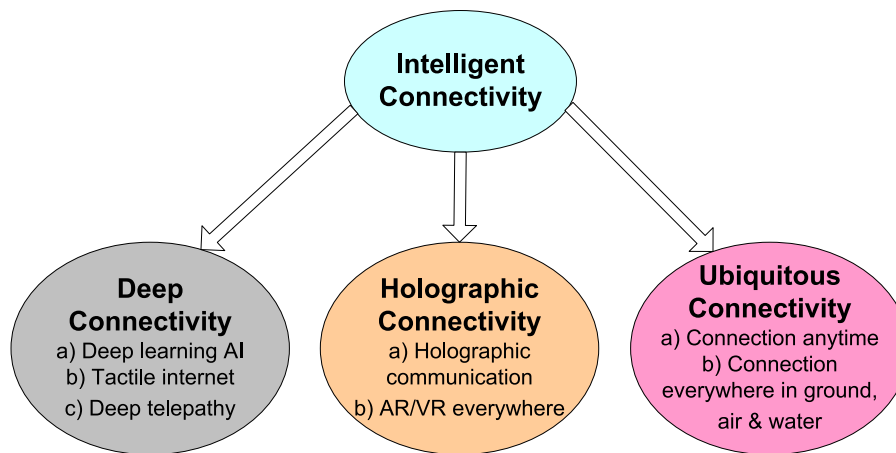 Intelligent
Connectivity
Deep
Connectivity
a) Deep learning AI
b) Tactile internet
c) Deep telepathy
Holographic
Connectivity
a) Holographic
communication
b) AR/VR everywhere
Ubiquitous
Connectivity
a) Connection anytime
b) Connection
everywhere in ground,
air & water